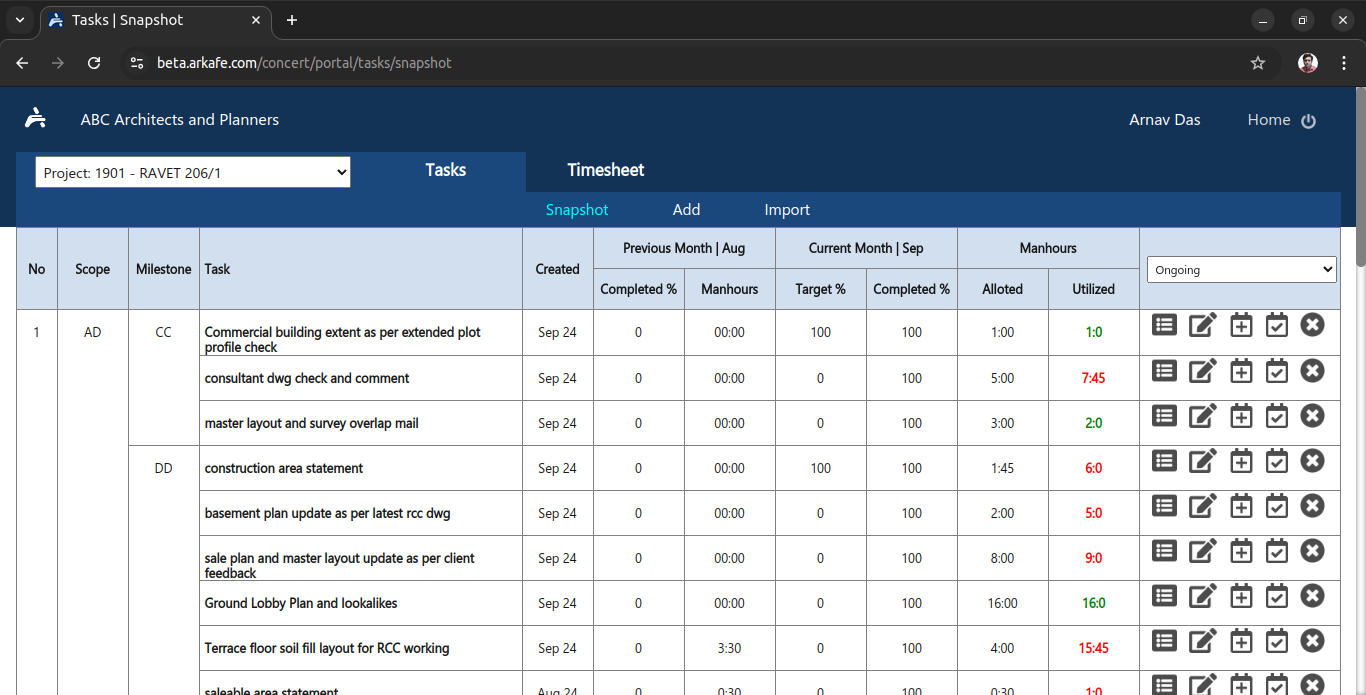 Tasks | Snapshot
beta.arkafe.com/concert/portal/tasks/snapshot
ABC Architects and Planners
Arnav Das
Home
Project: 1901 - RAVET 206/1
Tasks
Timesheet
Snapshot Add Import
No Scope Milestone Task Created Previous Month | Aug Current Month | Sep Manhours Ongoing
Completed % Manhours Target % Completed % Alloted Utilized
1 AD CC Commercial building extent as per extended plot Sep 24 0 00:00 100 100 1:00 1:0
profile check
consultant dwg check and comment Sep 24 0 00:00 0 100 5:00 7:45
master layout and survey overlap mail Sep 24 0 00:00 0 100 3:00 2:0
DD construction area statement Sep 24 0 00:00 100 100 1:45 6:0
basement plan update as per latest rcc dwg Sep 24 0 00:00 0 100 2:00 5:0
sale plan and master layout update as per client Sep 24 0 00:00 0 100 8:00 9:0
feedback
Ground Lobby Plan and lookalikes Sep 24 0 00:00 0 100 16:00 16:0
Terrace floor soil fill layout for RCC working Sep 24 0 3:30 0 100 4:00 15:45
saleable area statement Aug 24 0 0:30 0 100 0:30 1:0